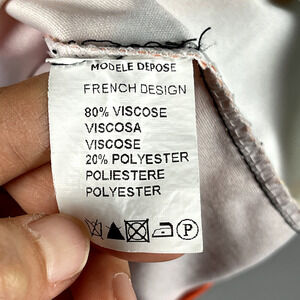 MODELE DEPOSE
FRENCH DESIGN
80% VISCOSE
VISCOSA
VISCOSE
20% POLYESTER
POLIESTERE
POLYESTER
P